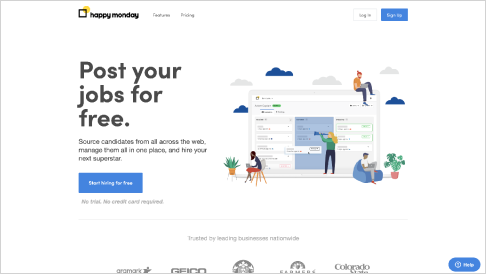 happy monday
Features
Pricing
Log in
Sign up
Post your
jobs for
free.
Source candidates from all across the web,
manage them all in one place, and hire your
next superstar.
Start hiring for free
No trial. No credit card required.
Trusted by leading businesses nationwide
aramark
GEICO
FARMERS
Colorado
Help